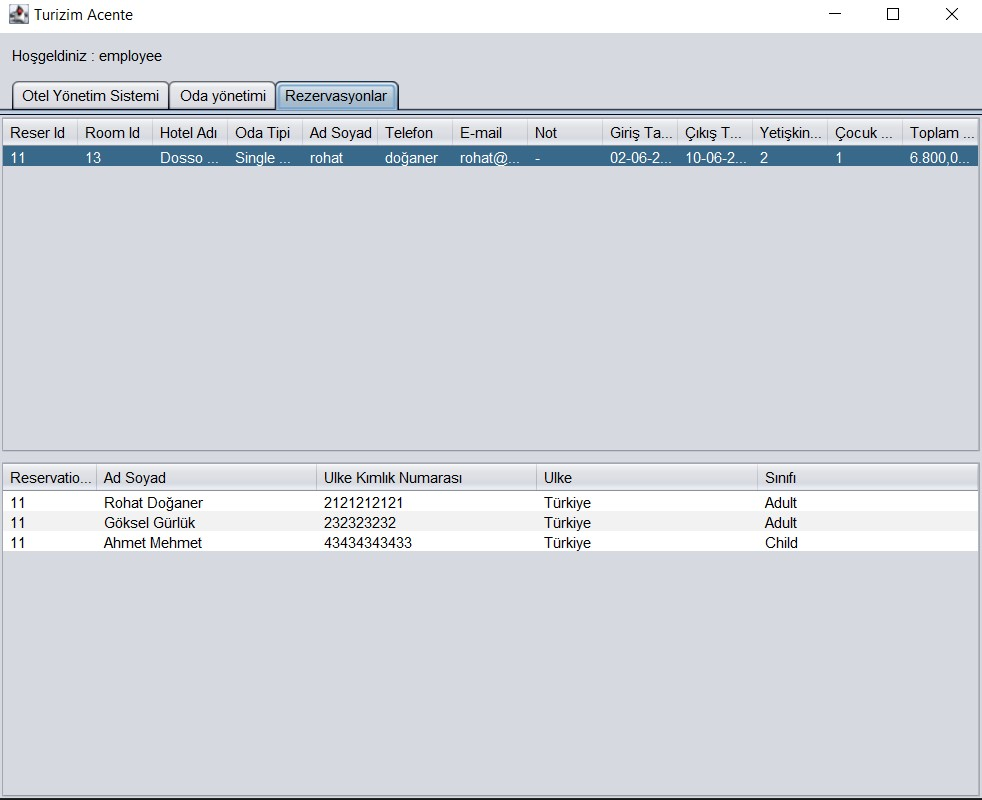 Turizim Acente
Hoşgeldiniz : employee
Otel Yönetim Sistemi Oda yönetimi Rezervasyonlar
Reser Id Room Id Hotel Adı Oda Tipi Ad Soyad Telefon E-mail Not Giriş Ta... Çıkış T... Yetişkin... Çocuk ... Toplam ...
11 13 Dosso ... Single ... rohat doğaner rohat@... - 02-06-2... 10-06-2... 2 1 6.800,0...
Reservatio... Ad Soyad Ulke Kımlık Numarası Ulke Sınıfı
11 Rohat Doğaner 2121212121 Türkiye Adult
11 Göksel Gürlük 232323232 Türkiye Adult
11 Ahmet Mehmet 43434343433 Türkiye Child